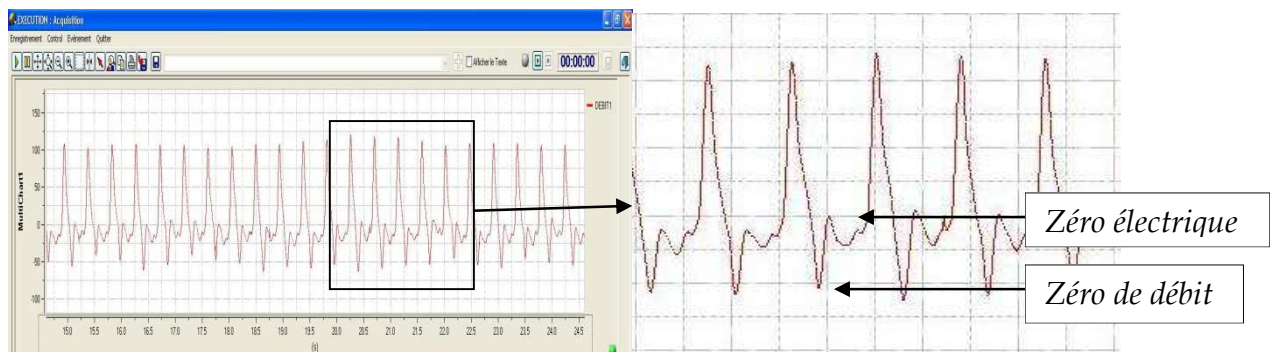 EXECUTION : Acquisition
Enregistrement Control Evénement Quitter
Afficher le Texte 00:00:00
DEBIT1
MultiChart1
150
100
50
0
-50
-100
15.0 15.5 16.0 16.5 17.0 17.5 18.0 18.5 19.0 19.5 20.0 20.5 21.0 21.5 22.0 22.5 23.0 23.5 24.0 24.5
(s)
Zéro électrique
Zéro de débit